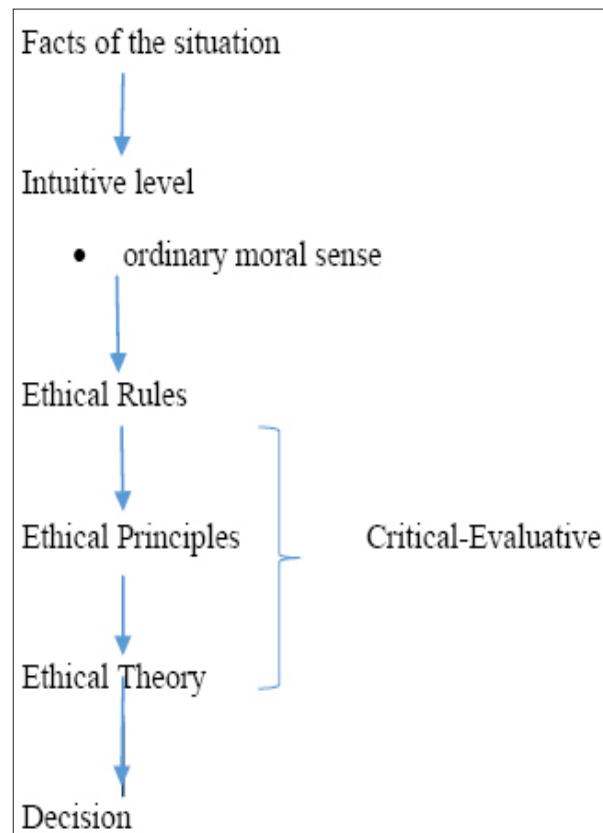 Facts of the situation
Intuitive level
• ordinary moral sense
Ethical Rules
Ethical Principles Critical-Evaluative
Ethical Theory
Decision